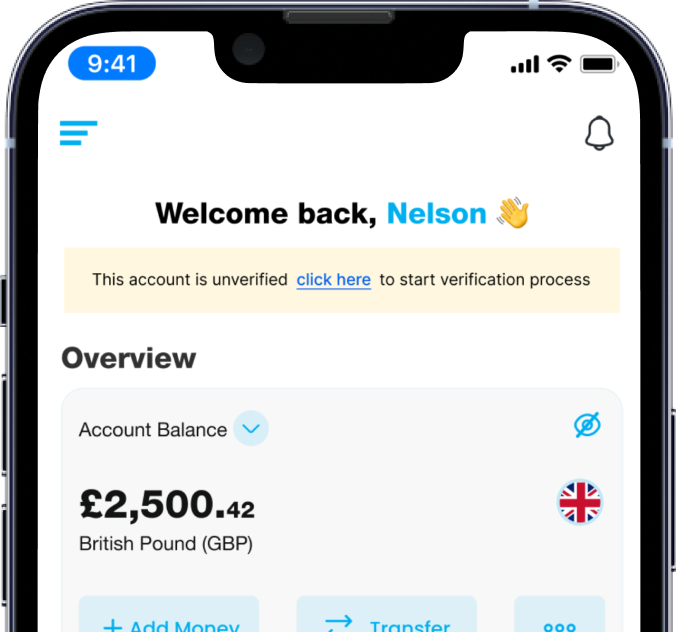 9:41
Welcome back, Nelson 👋
This account is unverified click here to start verification process
Overview
Account Balance
£2,500.42
British Pound (GBP)
+ Add Money
Transfer